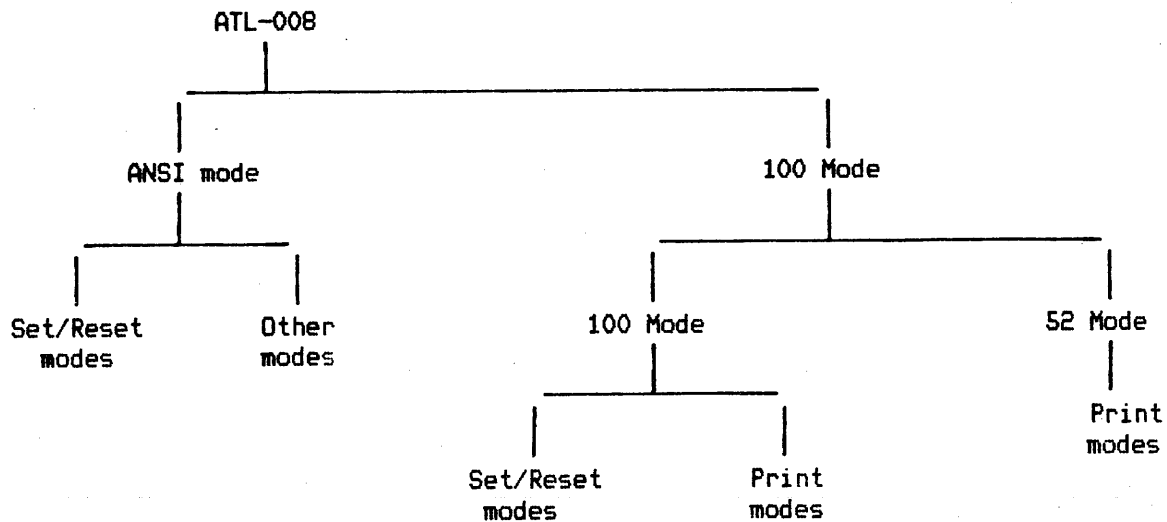 ATL-008
ANSI mode
100 Mode
Set/Reset
modes
Other
modes
100 Mode
52 Mode
Set/Reset
modes
Print
modes
Print
modes